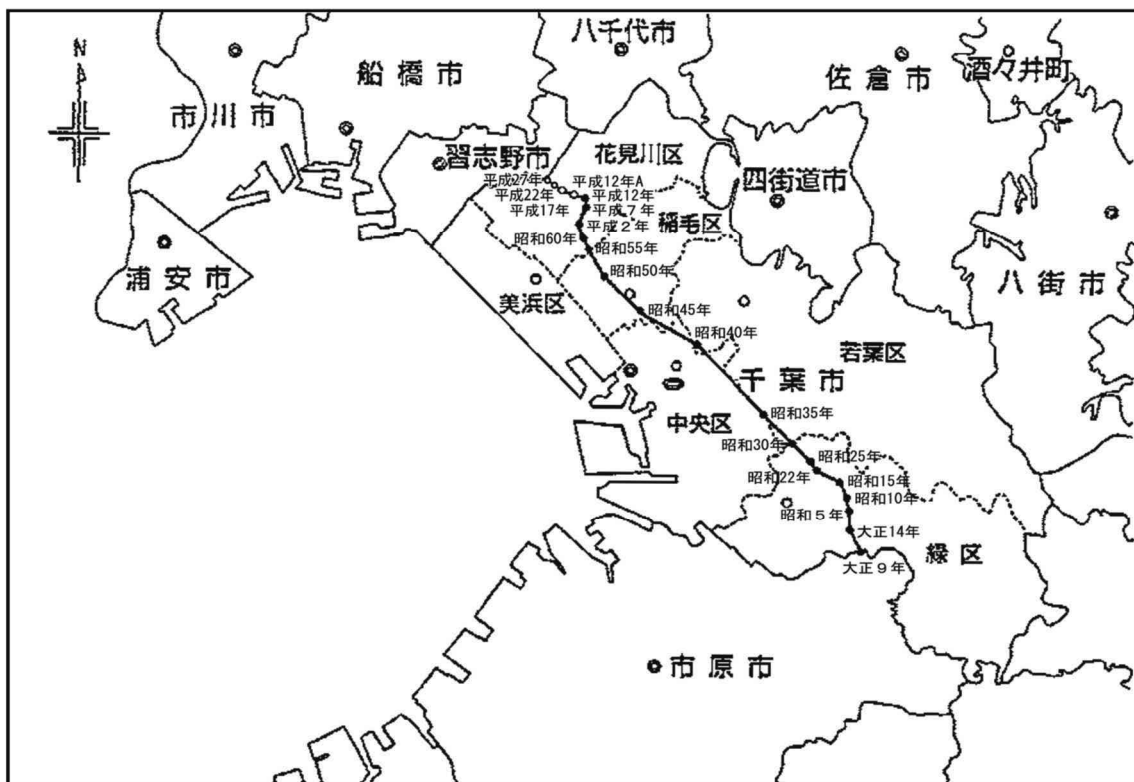 N
八千代市
船橋市
佐倉市
酒々井町
市川市
習志野市
花見川区
四街道市
平成27年
平成12年A
平成22年
平成12年
平成17年
平成７年
稲毛区
平成２年
昭和60年
昭和55年
浦安市
昭和50年
美浜区
八街市
昭和45年
昭和40年
若葉区
千葉市
中央区
昭和35年
昭和30年
昭和25年
昭和22年
昭和15年
昭和10年
昭和５年
大正14年
緑区
大正９年
市原市